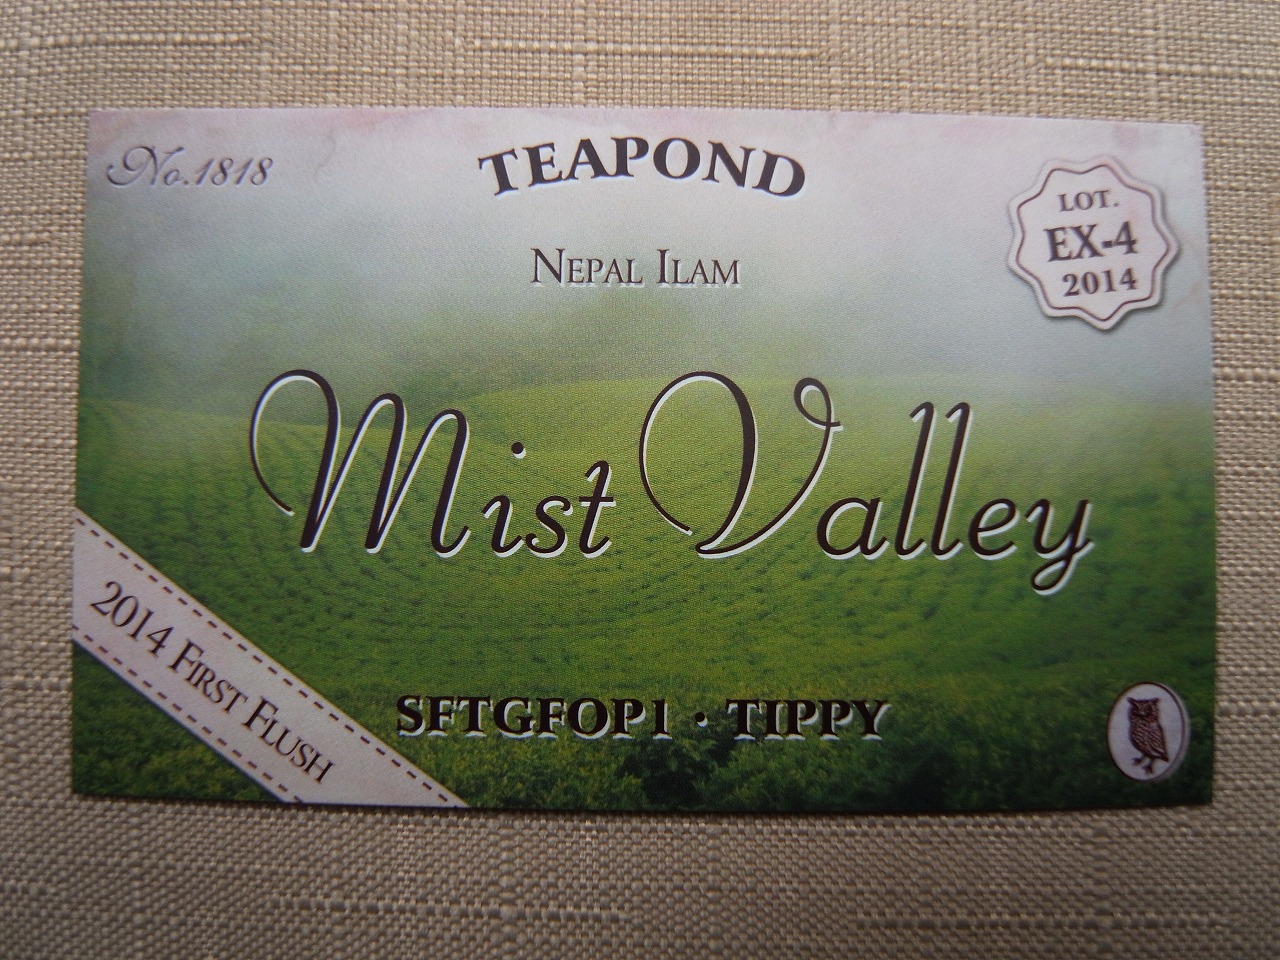 No.1818
TEAPOND
LOT.
EX-4
2014
NEPAL ILAM
Mist Valley
2014 FIRST FLUSH
SFTGFOP1 · TIPPY